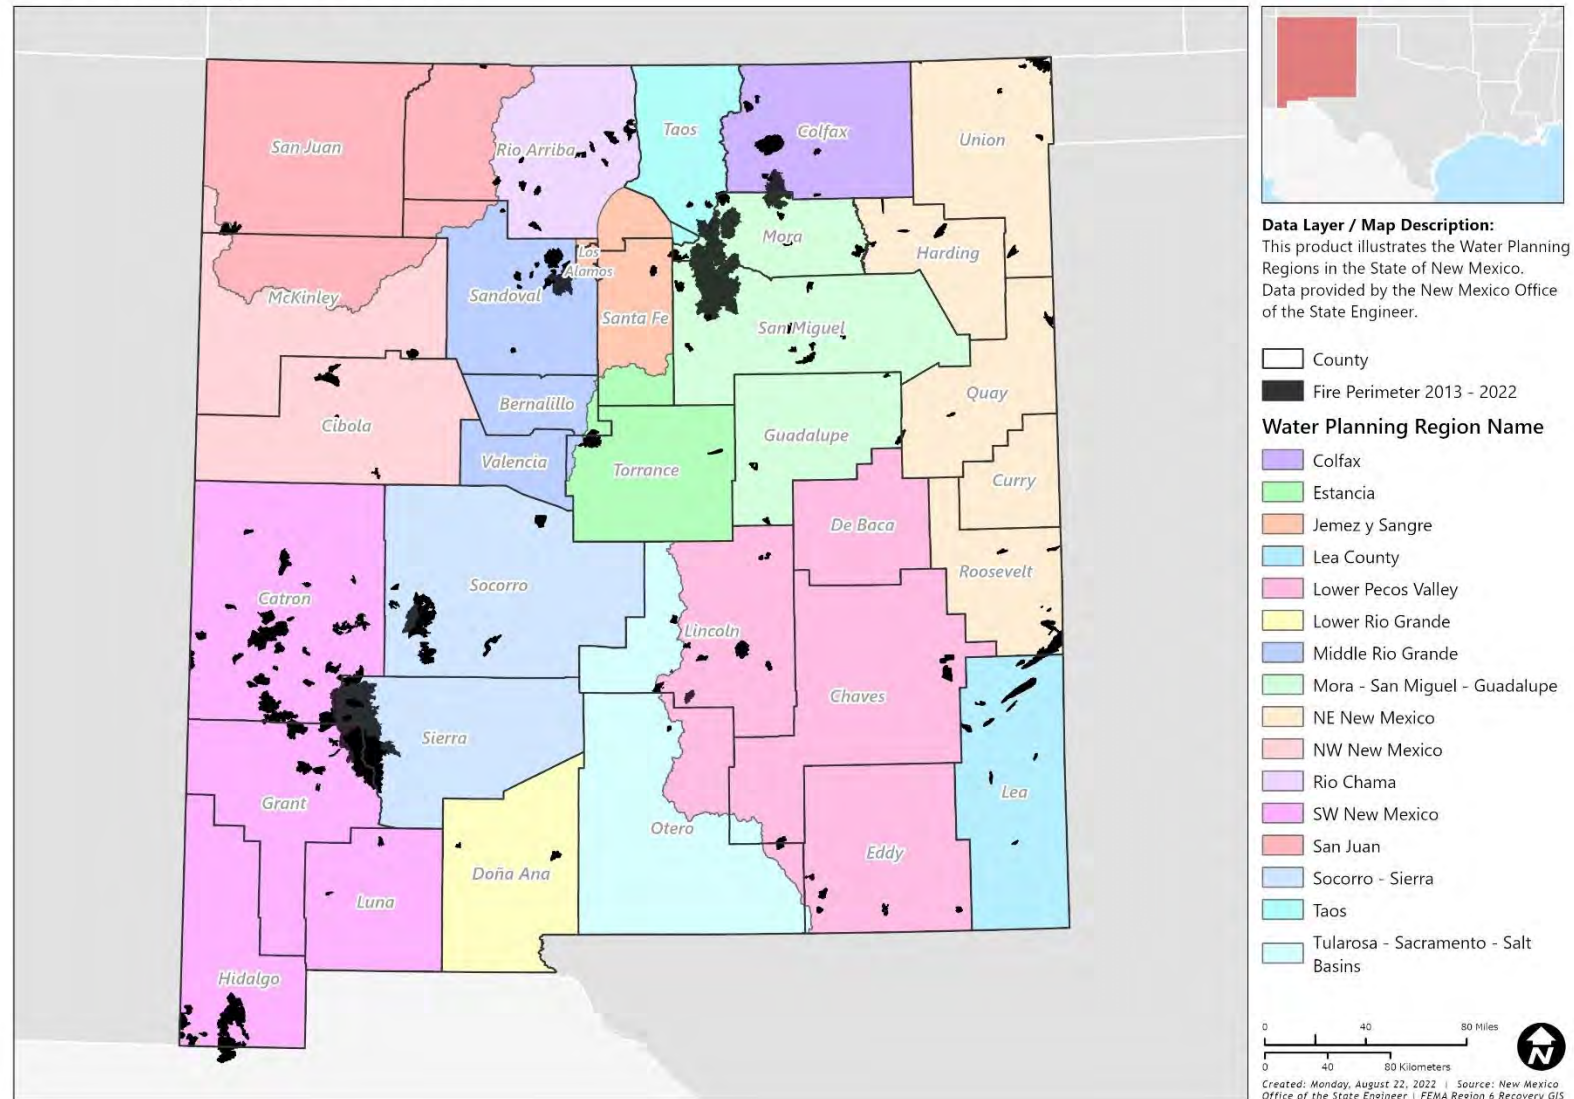 San Juan
Rio Arriba
Taos
Colfax
Union
Mora
Harding
Los
Alamos
McKinley
Sandoval
Santa Fe
San Miguel
Quay
Bernalillo
Cibola
Guadalupe
Valencia
Torrance
Curry
De Baca
Roosevelt
Socorro
Catron
Lincoln
Chaves
Sierra
Lea
Grant
Otero
Eddy
Doña Ana
Luna
Hidalgo
Data Layer / Map Description:
This product illustrates the Water Planning
Regions in the State of New Mexico.
Data provided by the New Mexico Office
of the State Engineer.
County
Fire Perimeter 2013 - 2022
Water Planning Region Name
Colfax
Estancia
Jemez y Sangre
Lea County
Lower Pecos Valley
Lower Rio Grande
Middle Rio Grande
Mora - San Miguel - Guadalupe
NE New Mexico
NW New Mexico
Rio Chama
SW New Mexico
San Juan
Socorro - Sierra
Taos
Tularosa - Sacramento - Salt
Basins
0 40 80 Miles
0 40 80 Kilometers
N
Created: Monday, August 22, 2022 | Source: New Mexico
Office of the State Engineer | FEMA Region 6 Recovery GIS